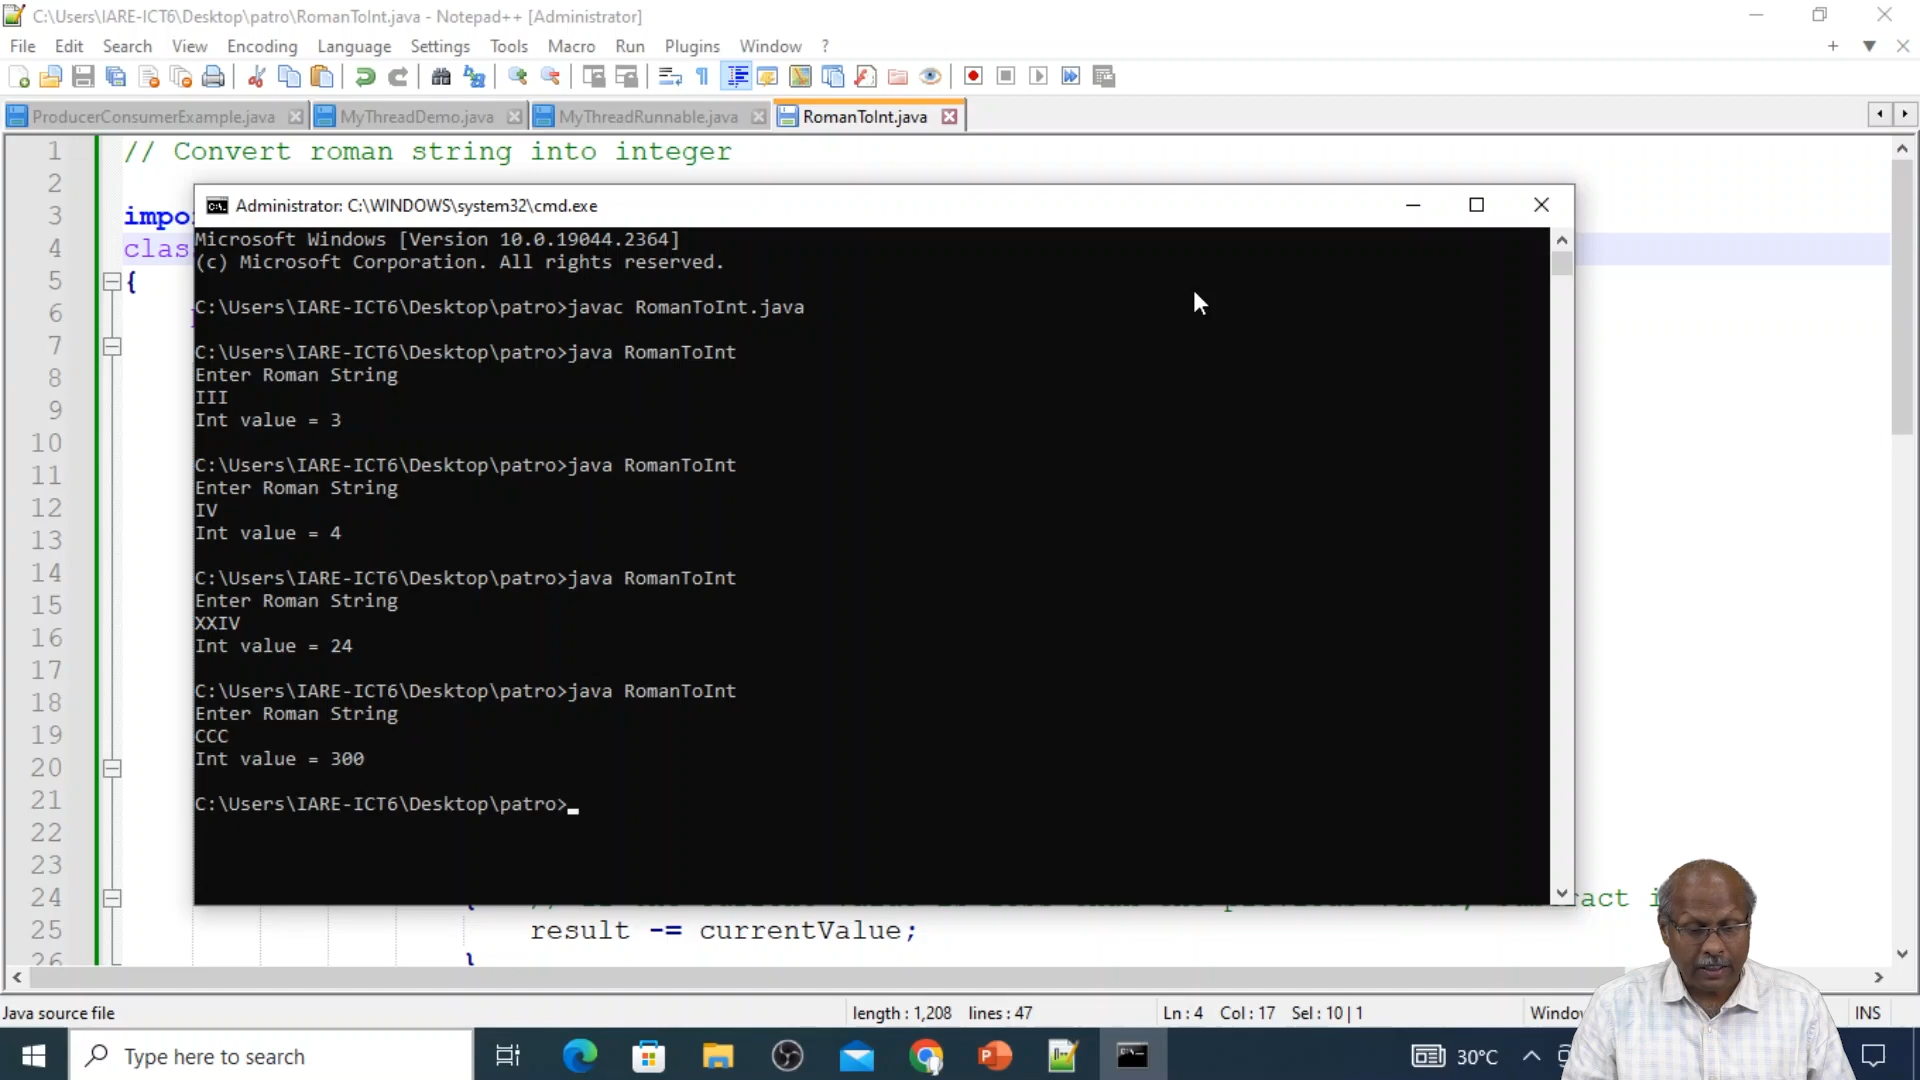 C:\Users\IARE-ICT6\Desktop\patro\RomanToInt.java - Notepad++ [Administrator]
File Edit Search View Encoding Language Settings Tools Macro Run Plugins Window ?
ProducerConsumerExample.java MyThreadDemo.java MyThreadRunnable.java RomanToInt.java
1 // Convert roman string into integer
2
3 impo
4 clas
5 {
6
7
8
9
10
11
12
13
14
15
16
17
18
19
20
21
22
23
24
25 result -= currentValue;
26
Administrator: C:\WINDOWS\system32\cmd.exe
Microsoft Windows [Version 10.0.19044.2364]
(c) Microsoft Corporation. All rights reserved.
C:\Users\IARE-ICT6\Desktop\patro>javac RomanToInt.java
C:\Users\IARE-ICT6\Desktop\patro>java RomanToInt
Enter Roman String
III
Int value = 3
C:\Users\IARE-ICT6\Desktop\patro>java RomanToInt
Enter Roman String
IV
Int value = 4
C:\Users\IARE-ICT6\Desktop\patro>java RomanToInt
Enter Roman String
XXIV
Int value = 24
C:\Users\IARE-ICT6\Desktop\patro>java RomanToInt
Enter Roman String
CCC
Int value = 300
C:\Users\IARE-ICT6\Desktop\patro>
Java source file length : 1,208 lines : 47 Ln : 4 Col : 17 Sel : 10 | 1 Windo INS
Type here to search 30°C